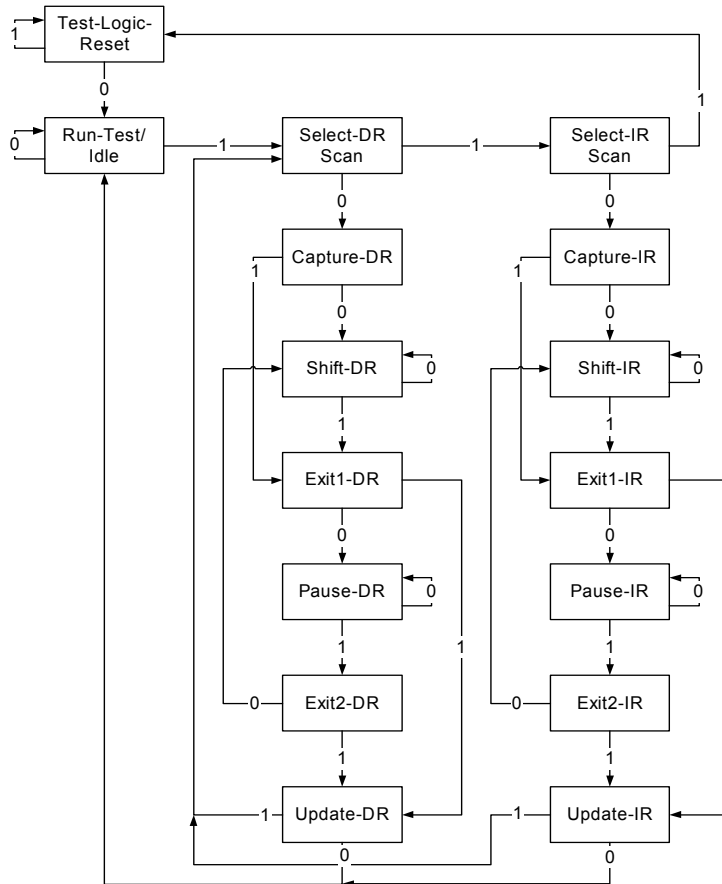 Test-Logic-
Reset
1
0
1
Run-Test/
Idle
0
1
Select-DR
Scan
1
Select-IR
Scan
0
0
Capture-DR
Capture-IR
1
1
0
0
Shift-DR
0
Shift-IR
0
1
1
Exit1-DR
Exit1-IR
0
0
Pause-DR
0
Pause-IR
0
1
1
1
Exit2-DR
0
Exit2-IR
0
1
1
1
Update-DR
1
Update-IR
0
0